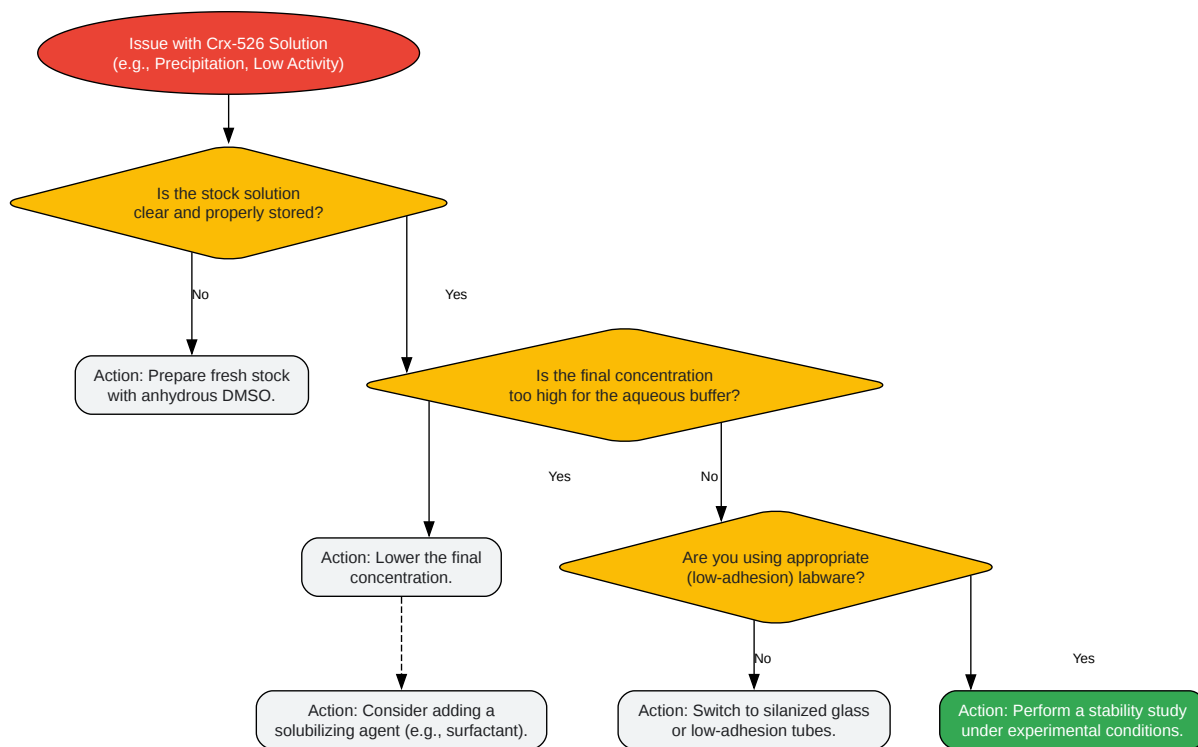 Issue with Crx-526 Solution
(e.g., Precipitation, Low Activity)
Is the stock solution
clear and properly stored?
No
Yes
Action: Prepare fresh stock
with anhydrous DMSO.
Is the final concentration
too high for the aqueous buffer?
Yes
No
Action: Lower the final
concentration.
Are you using appropriate
(low-adhesion) labware?
No
Yes
Action: Consider adding a
solubilizing agent (e.g., surfactant).
Action: Switch to silanized glass
or low-adhesion tubes.
Action: Perform a stability study
under experimental conditions.